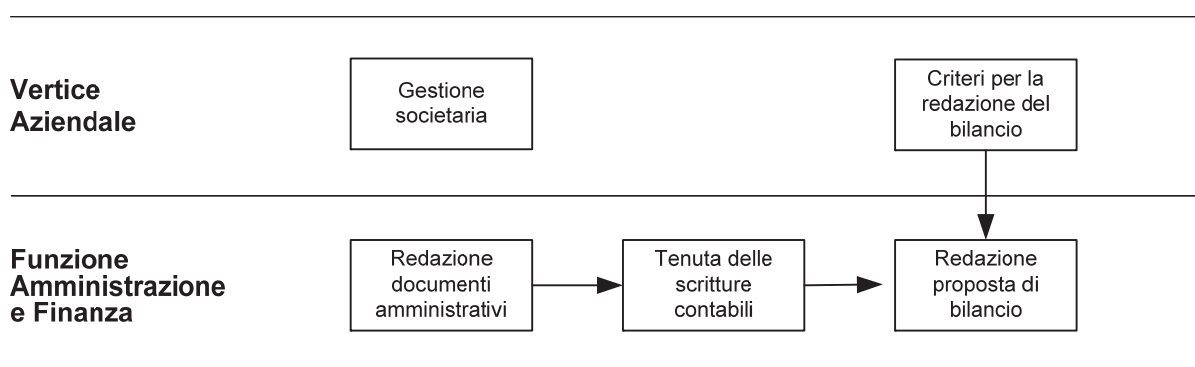 Vertice
Aziendale
Gestione
societaria
Criteri per la
redazione del
bilancio
Funzione
Amministrazione
e Finanza
Redazione
documenti
amministrativi
Tenuta delle
scritture
contabili
Redazione
proposta di
bilancio